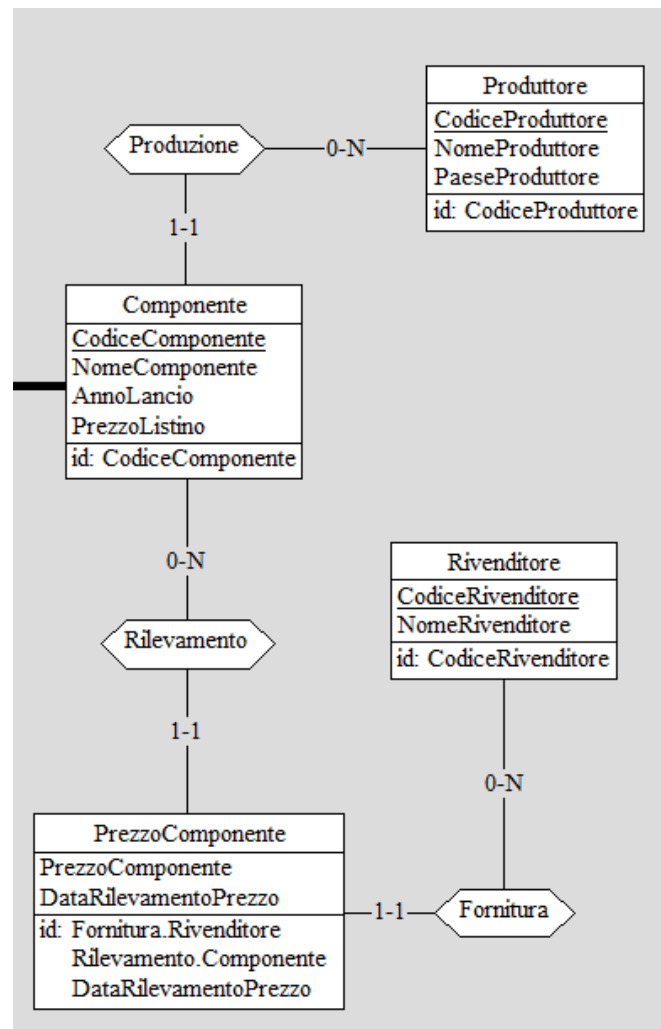 Produttore
CodiceProduttore
NomeProduttore
PaeseProduttore
id: CodiceProduttore
Produzione
0-N
1-1
Componente
CodiceComponente
NomeComponente
AnnoLancio
PrezzoListino
id: CodiceComponente
0-N
Rilevamento
1-1
Rivenditore
CodiceRivenditore
NomeRivenditore
id: CodiceRivenditore
0-N
PrezzoComponente
PrezzoComponente
DataRilevamentoPrezzo
id: Fornitura.Rivenditore
Rilevamento.Componente
DataRilevamentoPrezzo
1-1
Fornitura